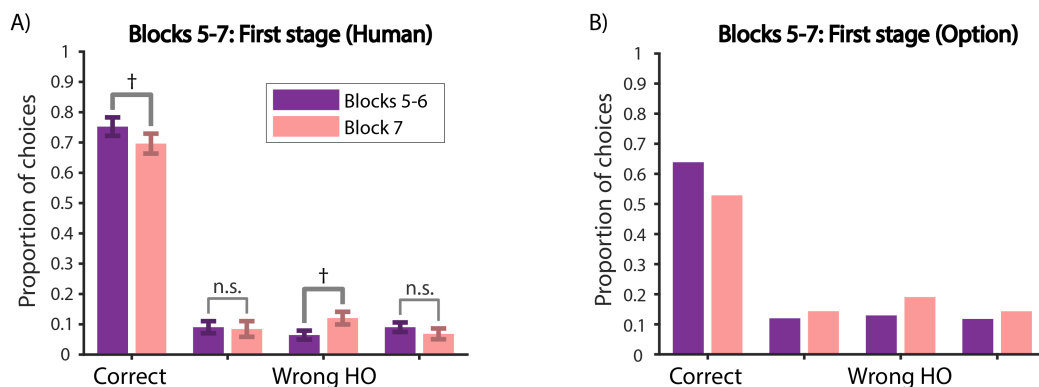 A)
Blocks 5-7: First stage (Human)
Proportion of choices
1
0.9
0.8
0.7
0.6
0.5
0.4
0.3
0.2
0.1
0
†
n.s.
†
n.s.
Blocks 5-6
Block 7
Correct
Wrong HO
B)
Blocks 5-7: First stage (Option)
Proportion of choices
1
0.9
0.8
0.7
0.6
0.5
0.4
0.3
0.2
0.1
0
Correct
Wrong HO